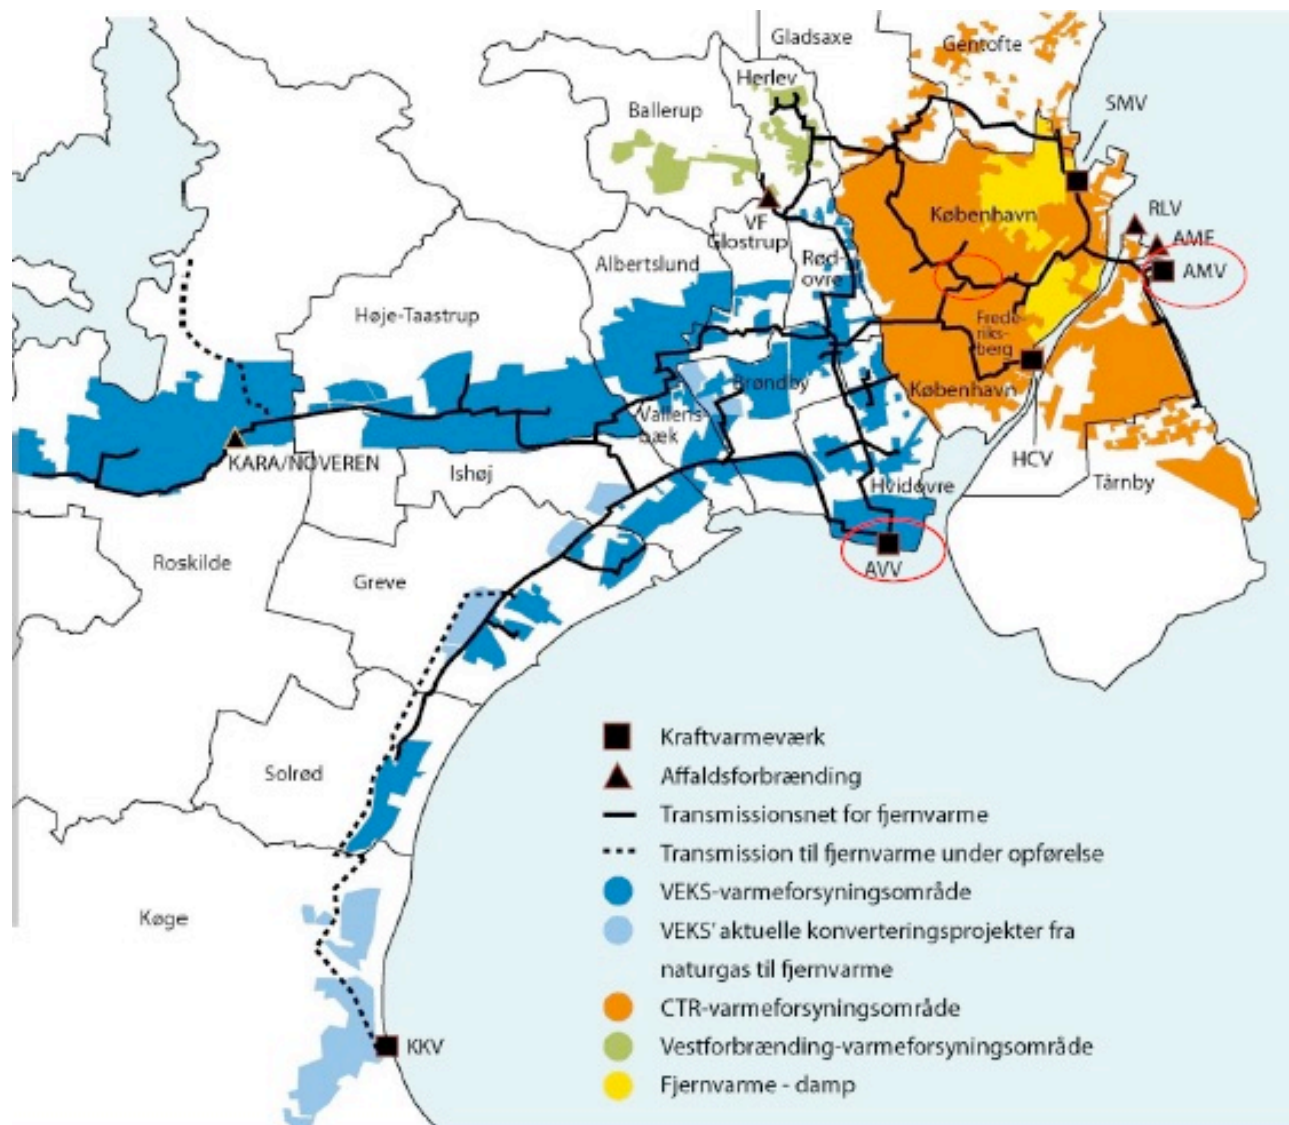 Gladsaxe
Gentofte
Herlev
SMV
Ballerup
RLV
København
VF
Glostrup
AMF
AMV
Albertslund
Rød-
ovre
Høje-Taastrup
Frede-
riks-
berg
Brøndby
København
Vallens-
bæk
HCV
KARA/NOVEREN
Ishøj
Hvidovre
Tårnby
Roskilde
AVV
Greve
Solrød
Køge
KKV
Kraftvarmeværk
Affaldsforbrænding
Transmissionsnet for fjernvarme
Transmission til fjernvarme under opførelse
VEKS-varmeforsyningsområde
VEKS' aktuelle konverteringsprojekter fra
naturgas til fjernvarme
CTR-varmeforsyningsområde
Vestforbrænding-varmeforsyningsområde
Fjernvarme - damp